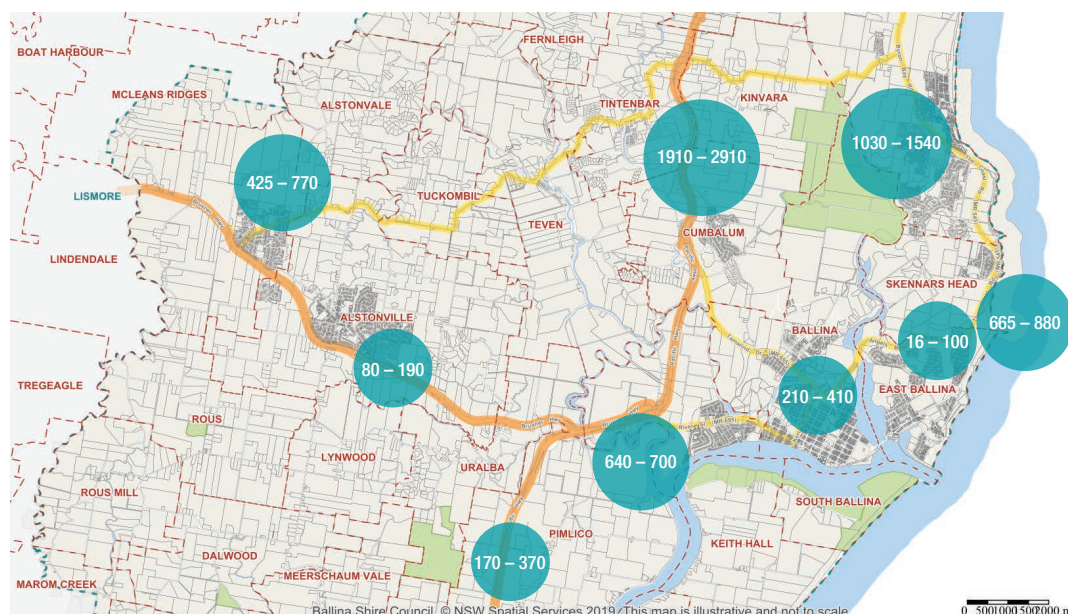 BOAT HARBOUR
FERNLEIGH
MCLEANS RIDGES
ALSTONVALE
TINTENBAR
KINVARA
1910 – 2910
1030 – 1540
425 – 770
LISMORE
TUCKOMBIL
TEVEN
CUMBALUM
LINDENDALE
SKENNARS HEAD
ALSTONVILLE
BALLINA
16 – 100
665 – 880
80 – 190
TREGEAGLE
210 – 410
EAST BALLINA
ROUS
LYNWOOD
URALBA
640 – 700
ROUS MILL
SOUTH BALLINA
PIMLICO
KEITH HALL
DALWOOD
170 – 370
MEERSCHAUM VALE
MAROM CREEK
Ballina Shire Council, © NSW Spatial Services 2019 /This map is illustrative and not to scale